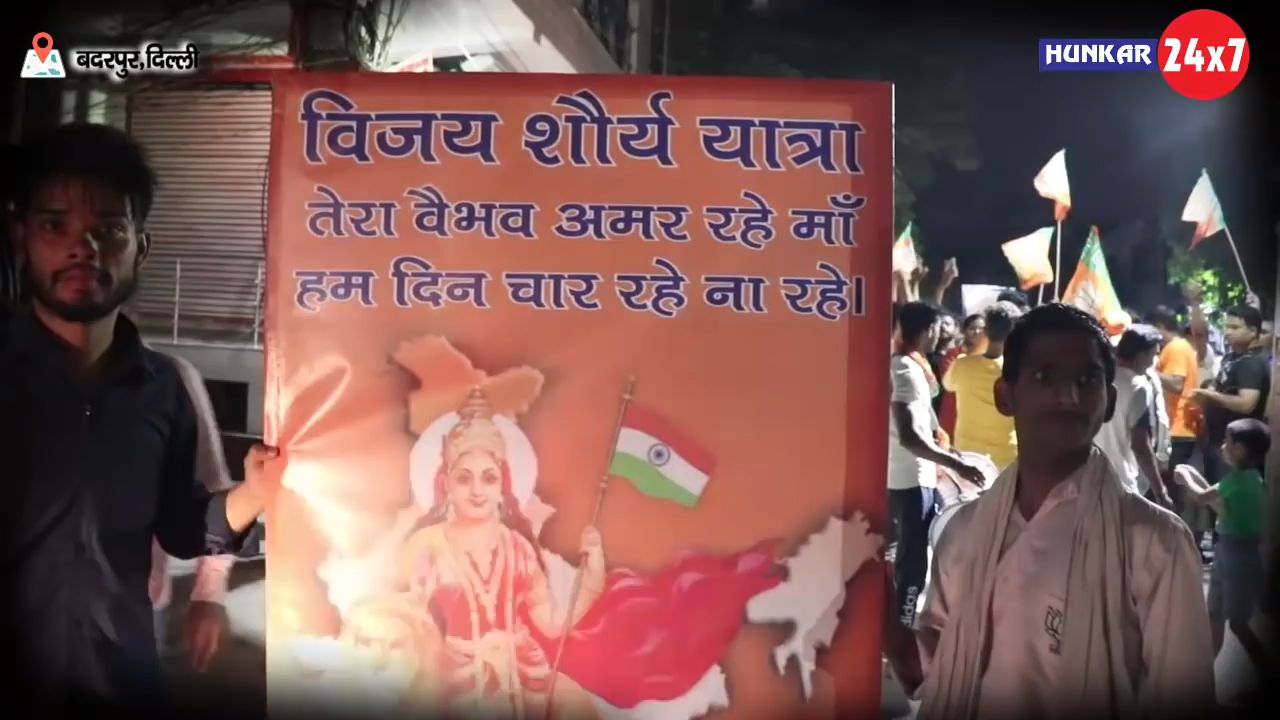 बदरपुर,दिल्ली
HUNKAR 24x7
विजय शौर्य यात्रा
तेरा वैभव अमर रहे माँ
हम दिन चार रहे ना रहे।